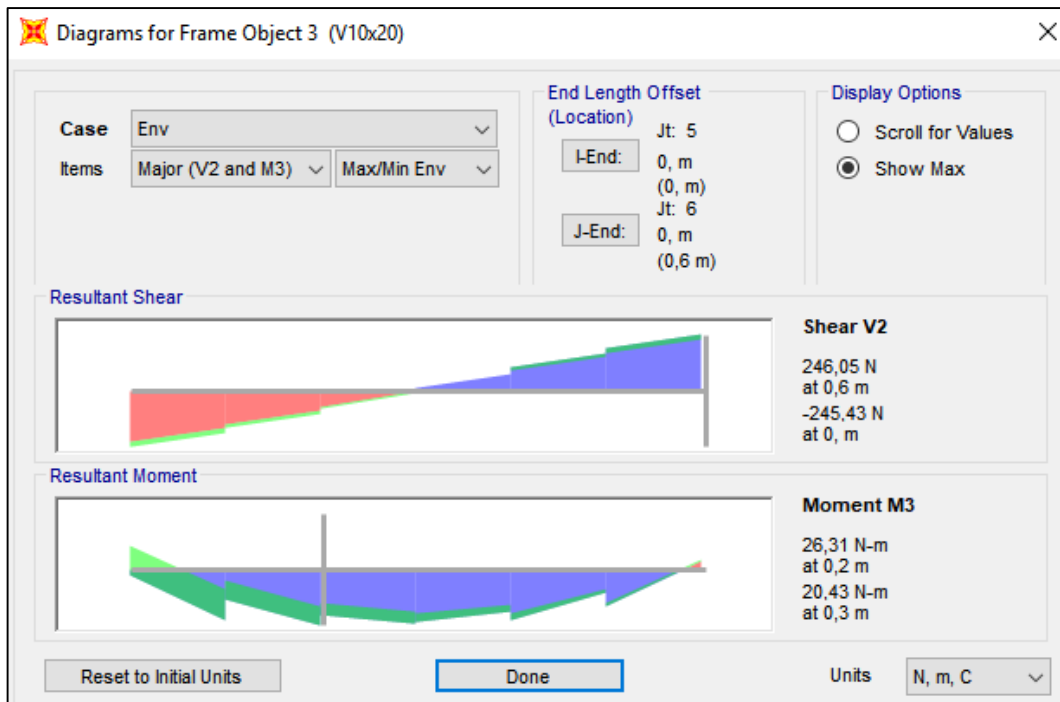 Diagrams for Frame Object 3 (V10x20)
Case
Env
Items
Major (V2 and M3)
Max/Min Env
End Length Offset
(Location)
I-End:
Jt: 5
0, m
(0, m)
J-End:
Jt: 6
0, m
(0,6 m)
Display Options
Scroll for Values
Show Max
Resultant Shear
Shear V2
246,05 N
at 0,6 m
-245,43 N
at 0, m
Resultant Moment
Moment M3
26,31 N-m
at 0,2 m
20,43 N-m
at 0,3 m
Reset to Initial Units
Done
Units
N, m, C